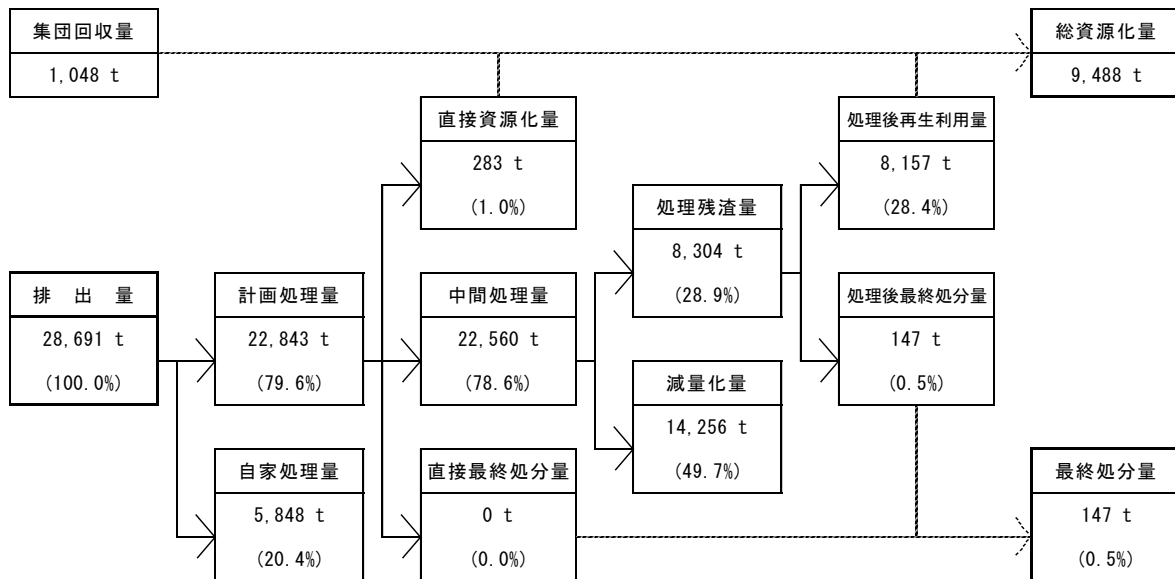 集団回収量
1,048 t
総資源化量
9,488 t
直接資源化量
283 t
(1.0%)
処理後再生利用量
8,157 t
(28.4%)
処理残渣量
8,304 t
(28.9%)
排 出 量
28,691 t
(100.0%)
計画処理量
22,843 t
(79.6%)
中間処理量
22,560 t
(78.6%)
処理後最終処分量
147 t
(0.5%)
減量化量
14,256 t
(49.7%)
自家処理量
5,848 t
(20.4%)
直接最終処分量
0 t
(0.0%)
最終処分量
147 t
(0.5%)